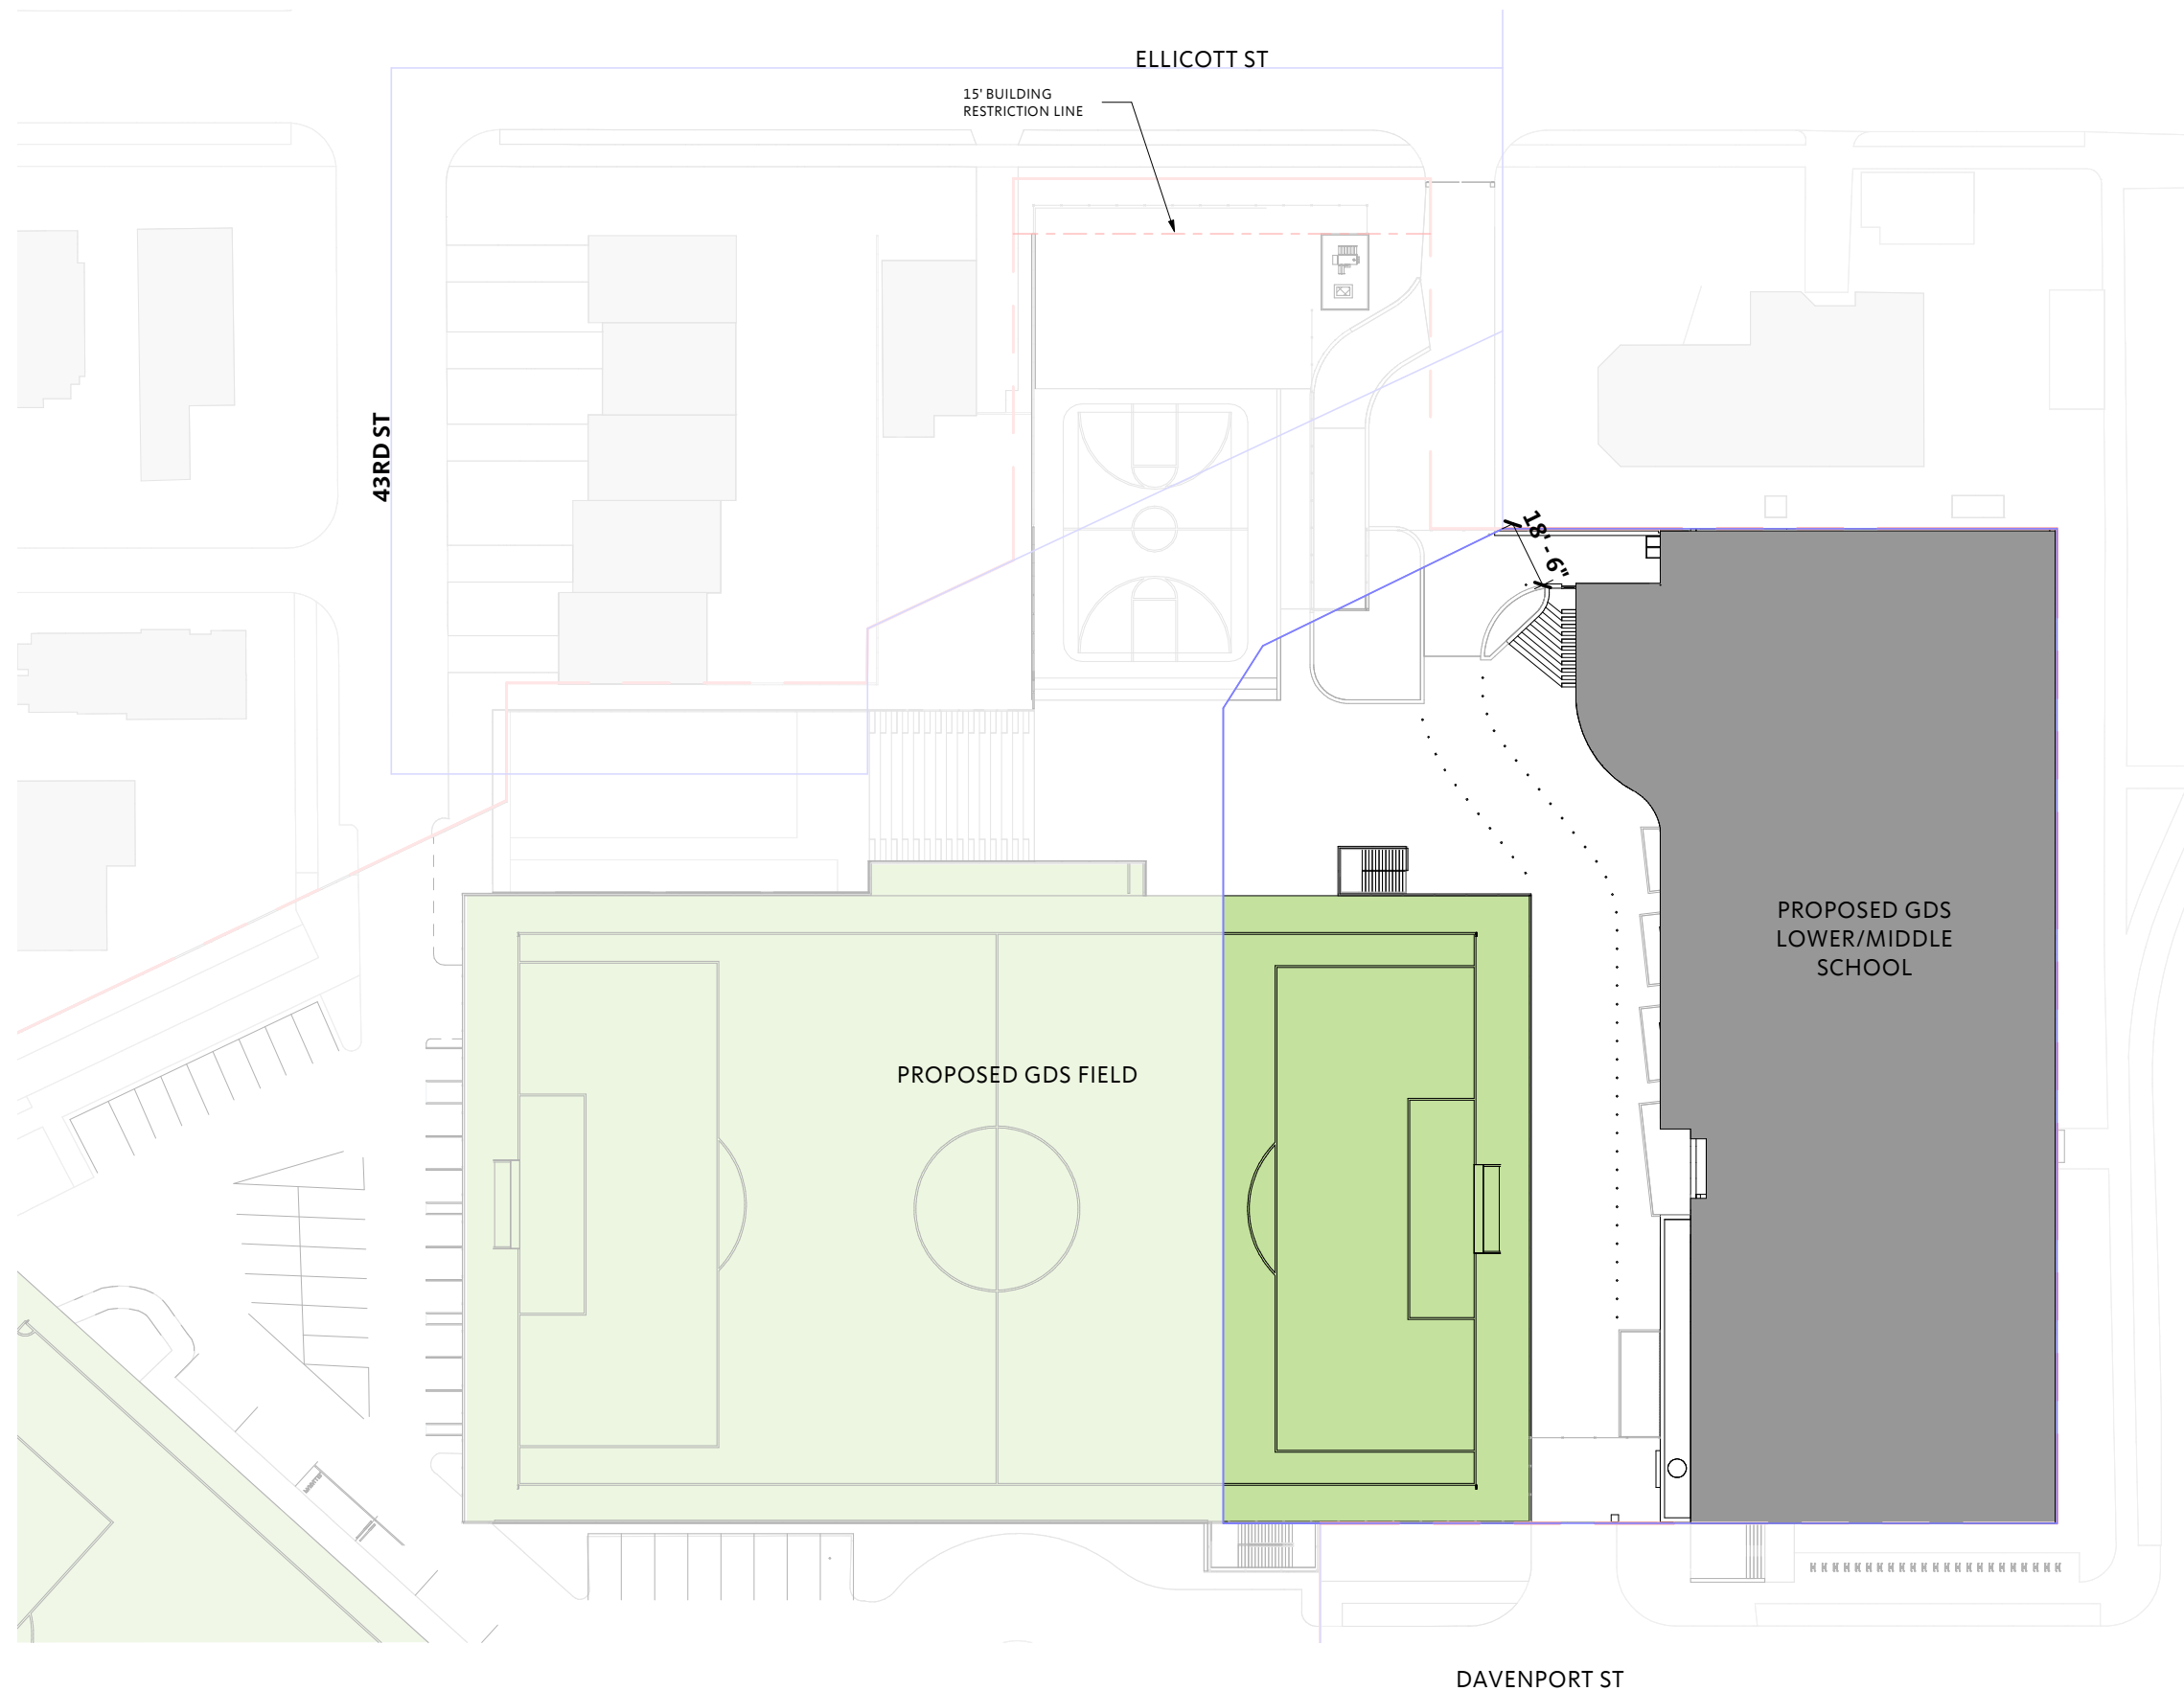 ELLICOTT ST
15' BUILDING
RESTRICTION LINE
43RD ST
18' - 6"
PROPOSED GDS
LOWER/MIDDLE
SCHOOL
PROPOSED GDS FIELD
DAVENPORT ST